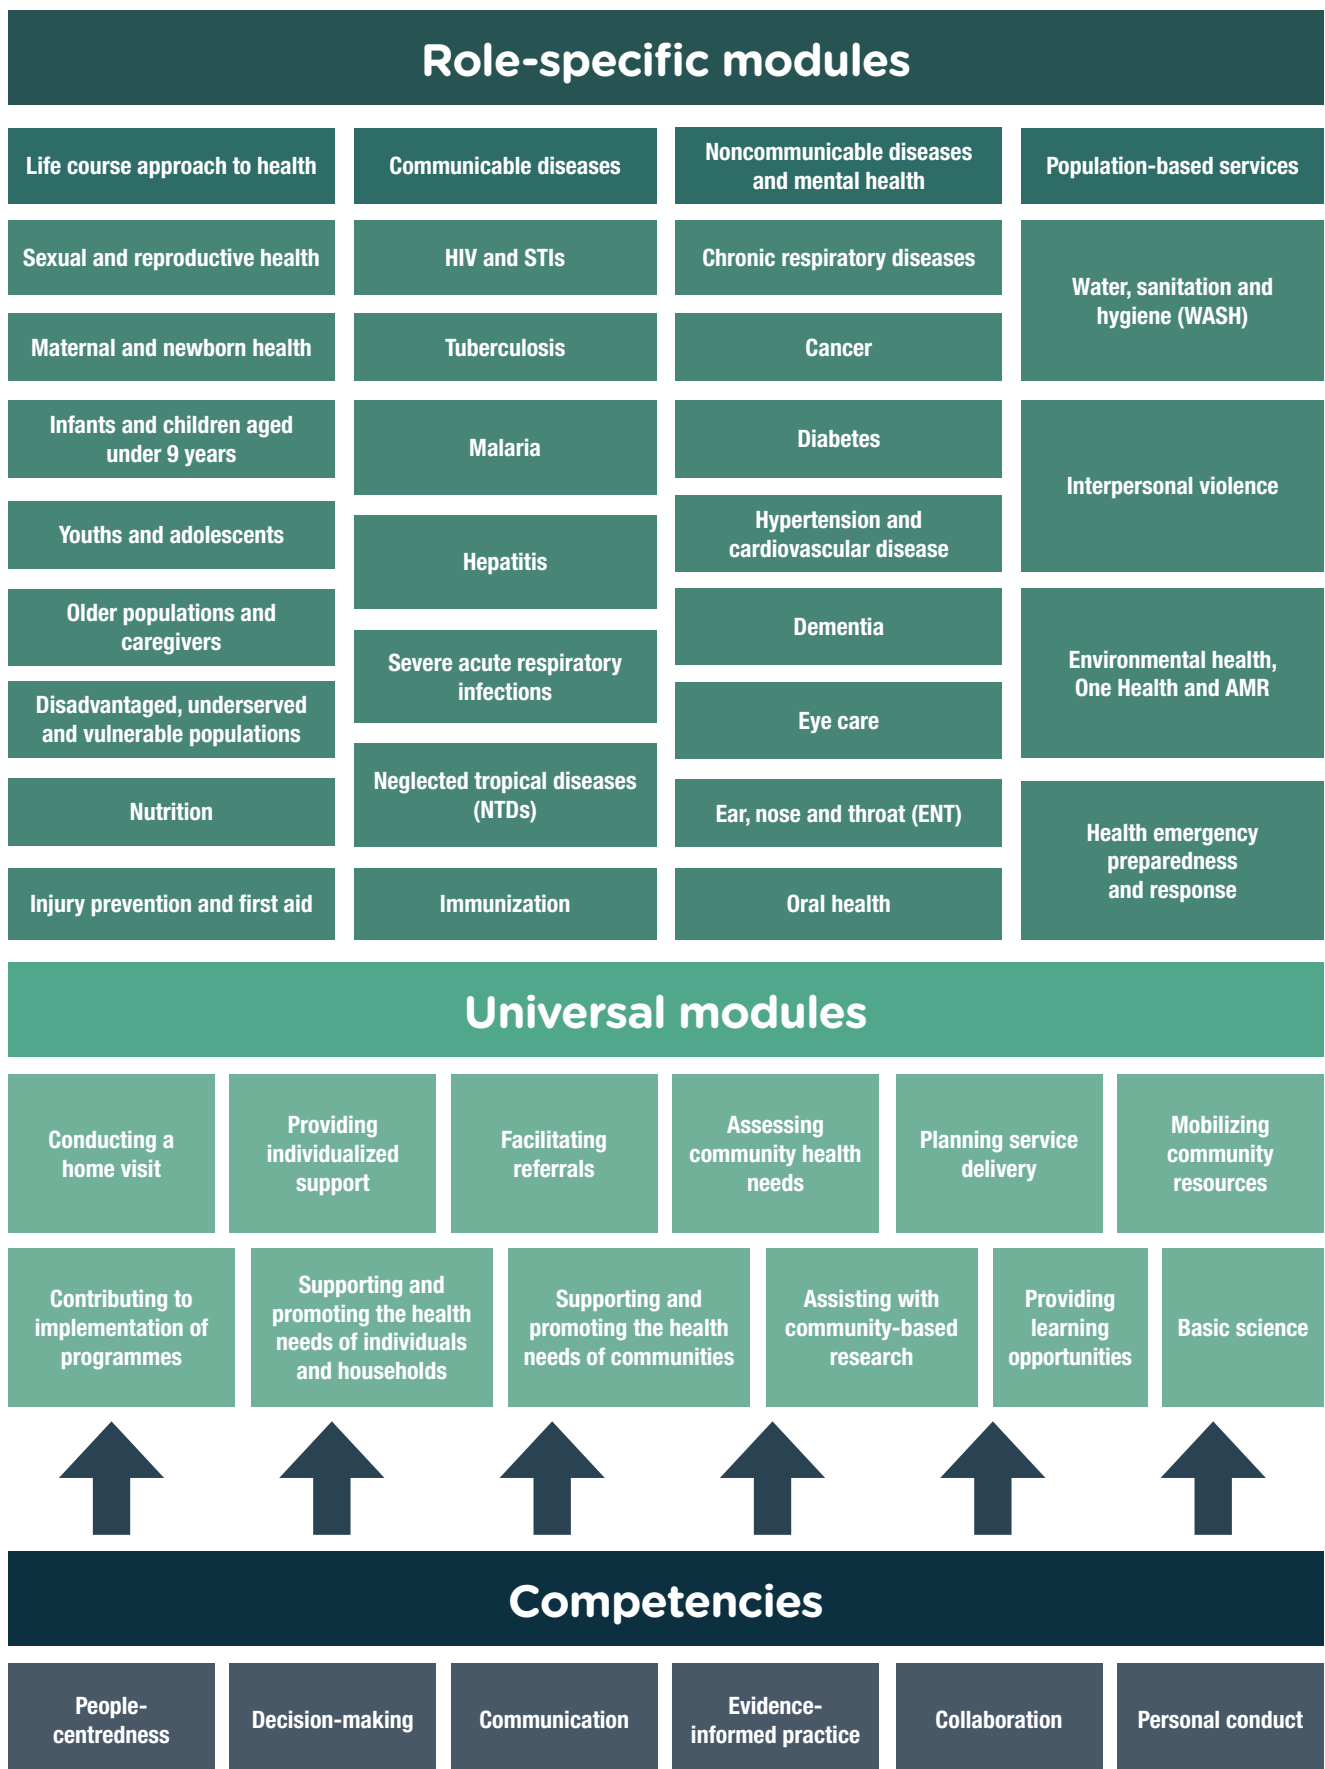 Role-specific modules
Life course approach to health
Communicable diseases
Noncommunicable diseases
and mental health
Population-based services
Sexual and reproductive health
Maternal and newborn health
Infants and children aged
under 9 years
Youths and adolescents
Older populations and
caregivers
Disadvantaged, underserved
and vulnerable populations
Nutrition
Injury prevention and first aid
HIV and STIs
Tuberculosis
Malaria
Hepatitis
Severe acute respiratory
infections
Neglected tropical diseases
(NTDs)
Immunization
Chronic respiratory diseases
Cancer
Diabetes
Hypertension and
cardiovascular disease
Dementia
Eye care
Ear, nose and throat (ENT)
Oral health
Water, sanitation and
hygiene (WASH)
Interpersonal violence
Environmental health,
One Health and AMR
Health emergency
preparedness
and response
Universal modules
Conducting a
home visit
Providing
individualized
support
Facilitating
referrals
Assessing
community health
needs
Planning service
delivery
Mobilizing
community
resources
Contributing to
implementation of
programmes
Supporting and
promoting the health
needs of individuals
and households
Supporting and
promoting the health
needs of communities
Assisting with
community-based
research
Providing
learning
opportunities
Basic science
Competencies
People-
centredness
Decision-making
Communication
Evidence-
informed practice
Collaboration
Personal conduct